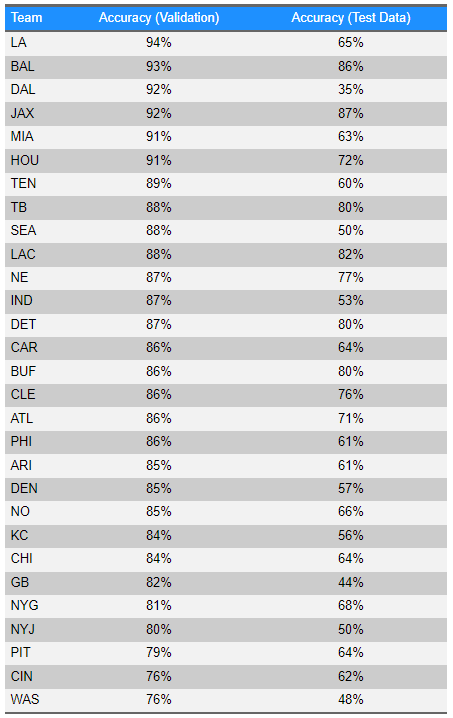 Team Accuracy (Validation) Accuracy (Test Data)
LA 94% 65%
BAL 93% 86%
DAL 92% 35%
JAX 92% 87%
MIA 91% 63%
HOU 91% 72%
TEN 89% 60%
TB 88% 80%
SEA 88% 50%
LAC 88% 82%
NE 87% 77%
IND 87% 53%
DET 87% 80%
CAR 86% 64%
BUF 86% 80%
CLE 86% 76%
ATL 86% 71%
PHI 86% 61%
ARI 85% 61%
DEN 85% 57%
NO 85% 66%
KC 84% 56%
CHI 84% 64%
GB 82% 44%
NYG 81% 68%
NYJ 80% 50%
PIT 79% 64%
CIN 76% 62%
WAS 76% 48%